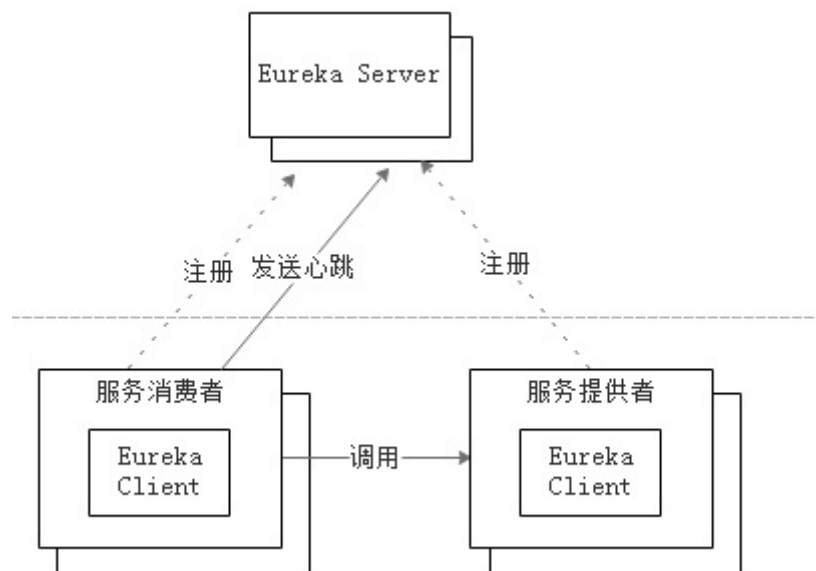 Eureka Server
注册
发送心跳
注册
服务消费者
服务提供者
Eureka
Client
调用
Eureka
Client